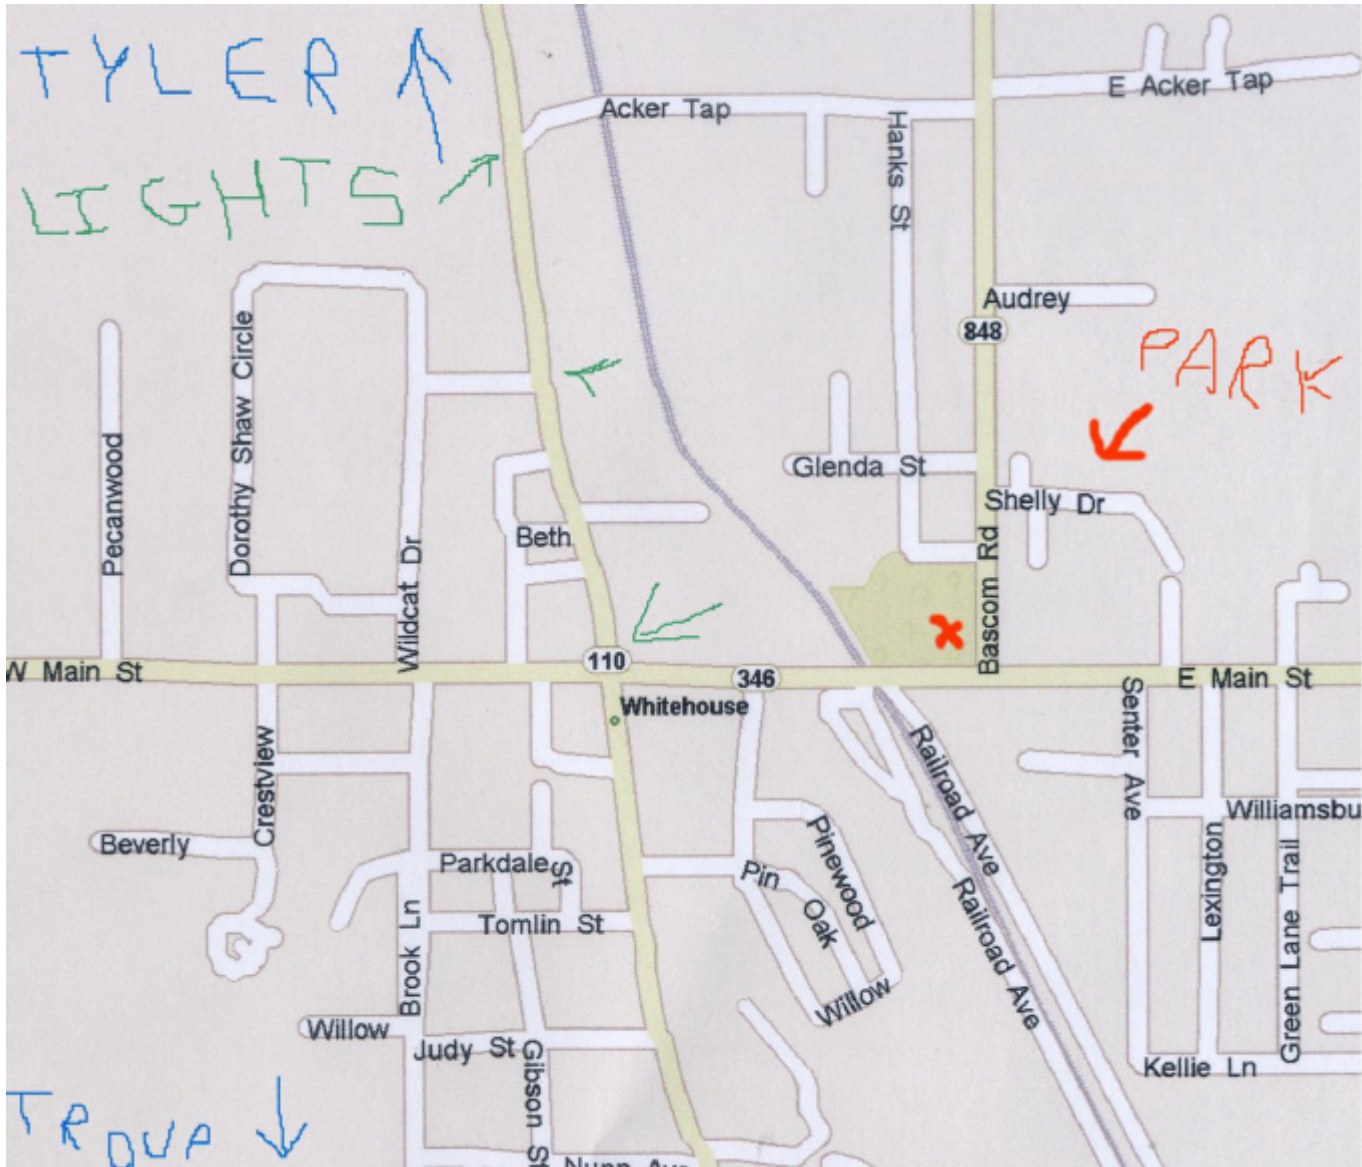 TYLER
LIGHTS
PARK
TROUP
Acker Tap
E Acker Tap
Hanks St
Audrey
848
Dorothy Shaw Circle
Pecanwood
Glenda St
Shelly Dr
Beth
Wildcat Dr
Bascom Rd
W Main St
110
346
E Main St
Whitehouse
Senter Ave
Crestview
Railroad Ave
Williamsbu
Beverly
Parkdale St
Pin Oak
Pinewood
Lexington
Green Lane Trail
Railroad Ave
Tomlin St
Brook Ln
Willow
Willow
Judy St
Gibson St
Kellie Ln
Nunn Ave